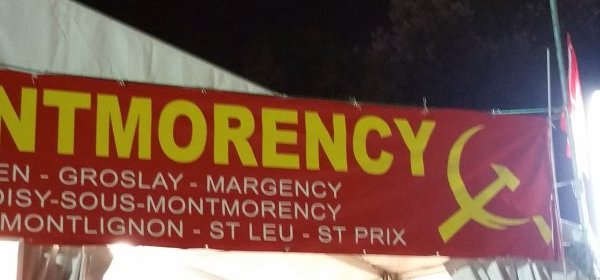 NTMORENCY
EN - GROSLAY - MARGENCY
OISY-SOUS-MONTMORENCY
MONTLIGNON - ST LEU - ST PRIX